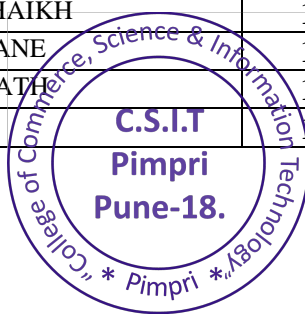 HAIKH
ANE
ATH
"College of Commerce, Science & Information Technology"
C.S.I.T
Pimpri
Pune-18.
* Pimpri *